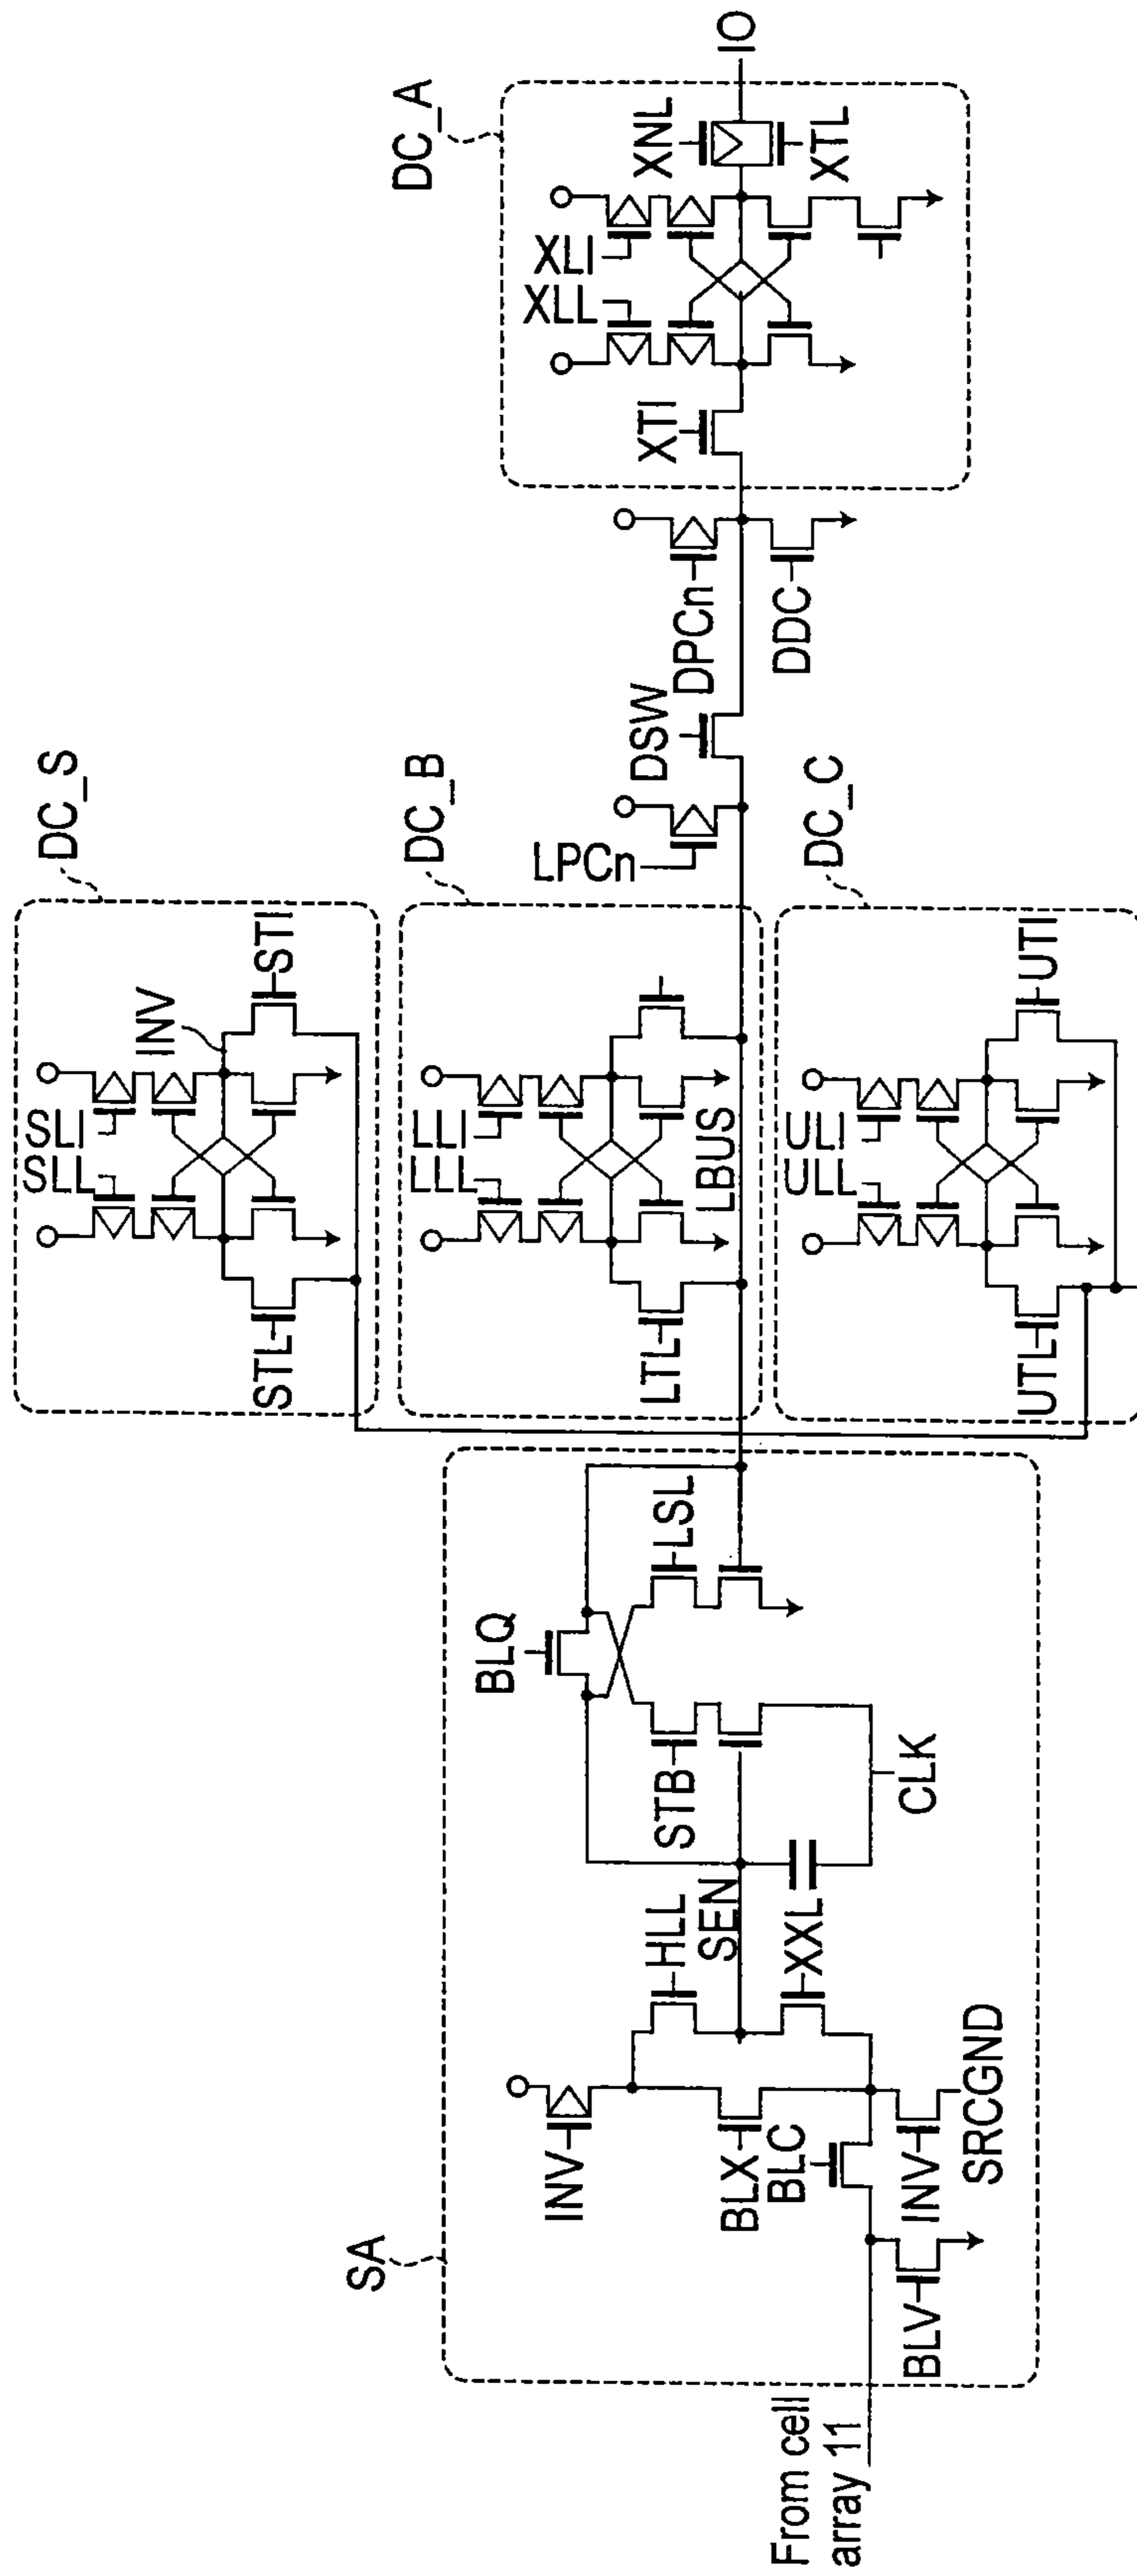 From cell
array 11
SA
BLV
INV
BLX
BLC
INV
SRCGND
HLL
SEN
XXL
CLK
STB
BLQ
LSL
DC_S
SLL
SLI
INV
STL
STI
DC_B
LLL
LLI
LTL
LBUS
DC_C
ULL
ULI
UTL
UTI
LPCn
DSW
DPCn
DDC
DC_A
XTI
XLL
XLI
XNL
XTL
IO